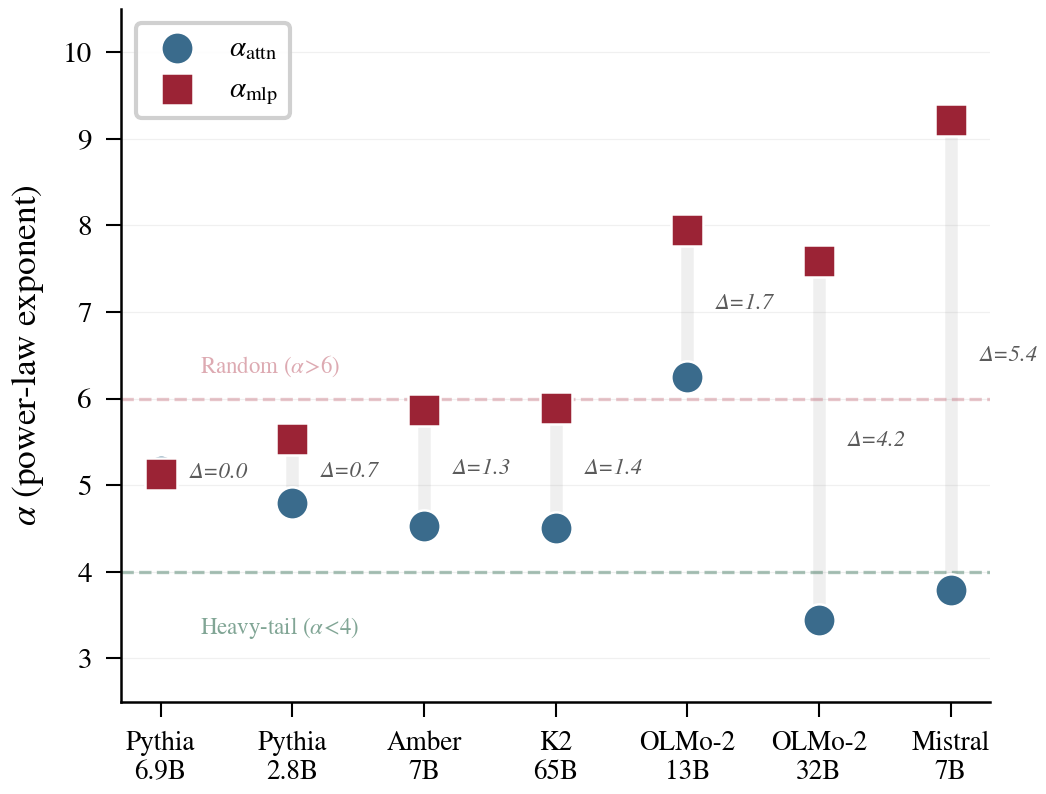 α_attn
α_mlp
α (power-law exponent)
10
9
8
7
6
5
4
3
Random (α>6)
Heavy-tail (α<4)
Δ=0.0
Δ=0.7
Δ=1.3
Δ=1.4
Δ=1.7
Δ=4.2
Δ=5.4
Pythia
6.9B
Pythia
2.8B
Amber
7B
K2
65B
OLMo-2
13B
OLMo-2
32B
Mistral
7B